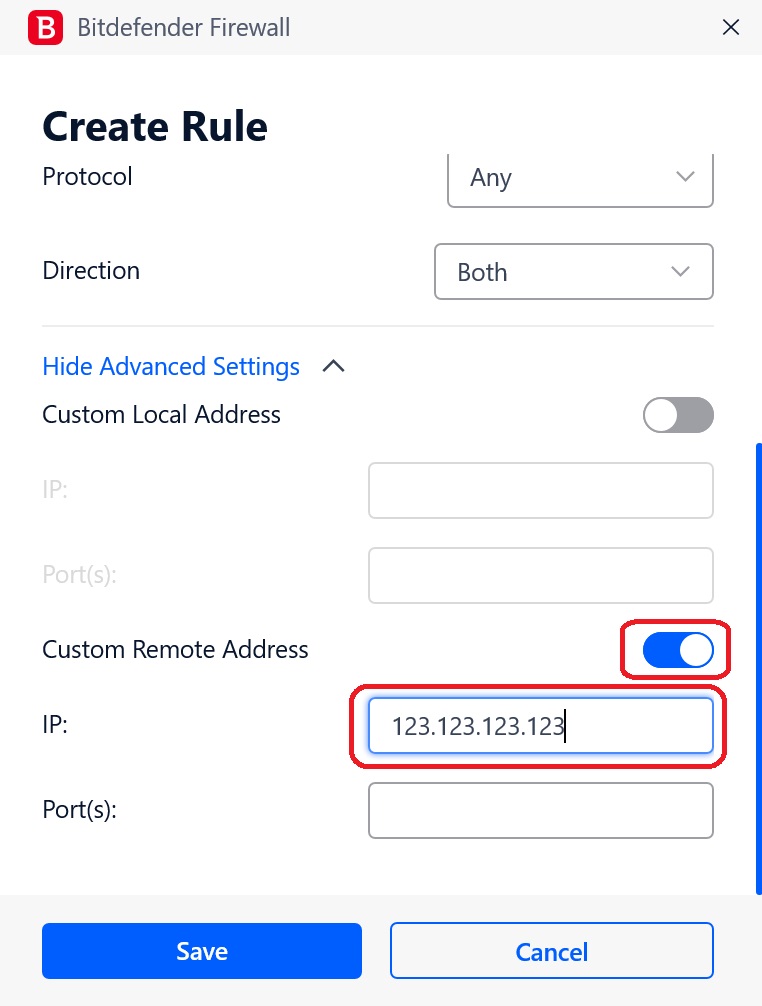 B Bitdefender Firewall
Create Rule
Protocol Any
Direction Both
Hide Advanced Settings
Custom Local Address
IP:
Port(s):
Custom Remote Address
IP: 123.123.123.123
Port(s):
Save Cancel